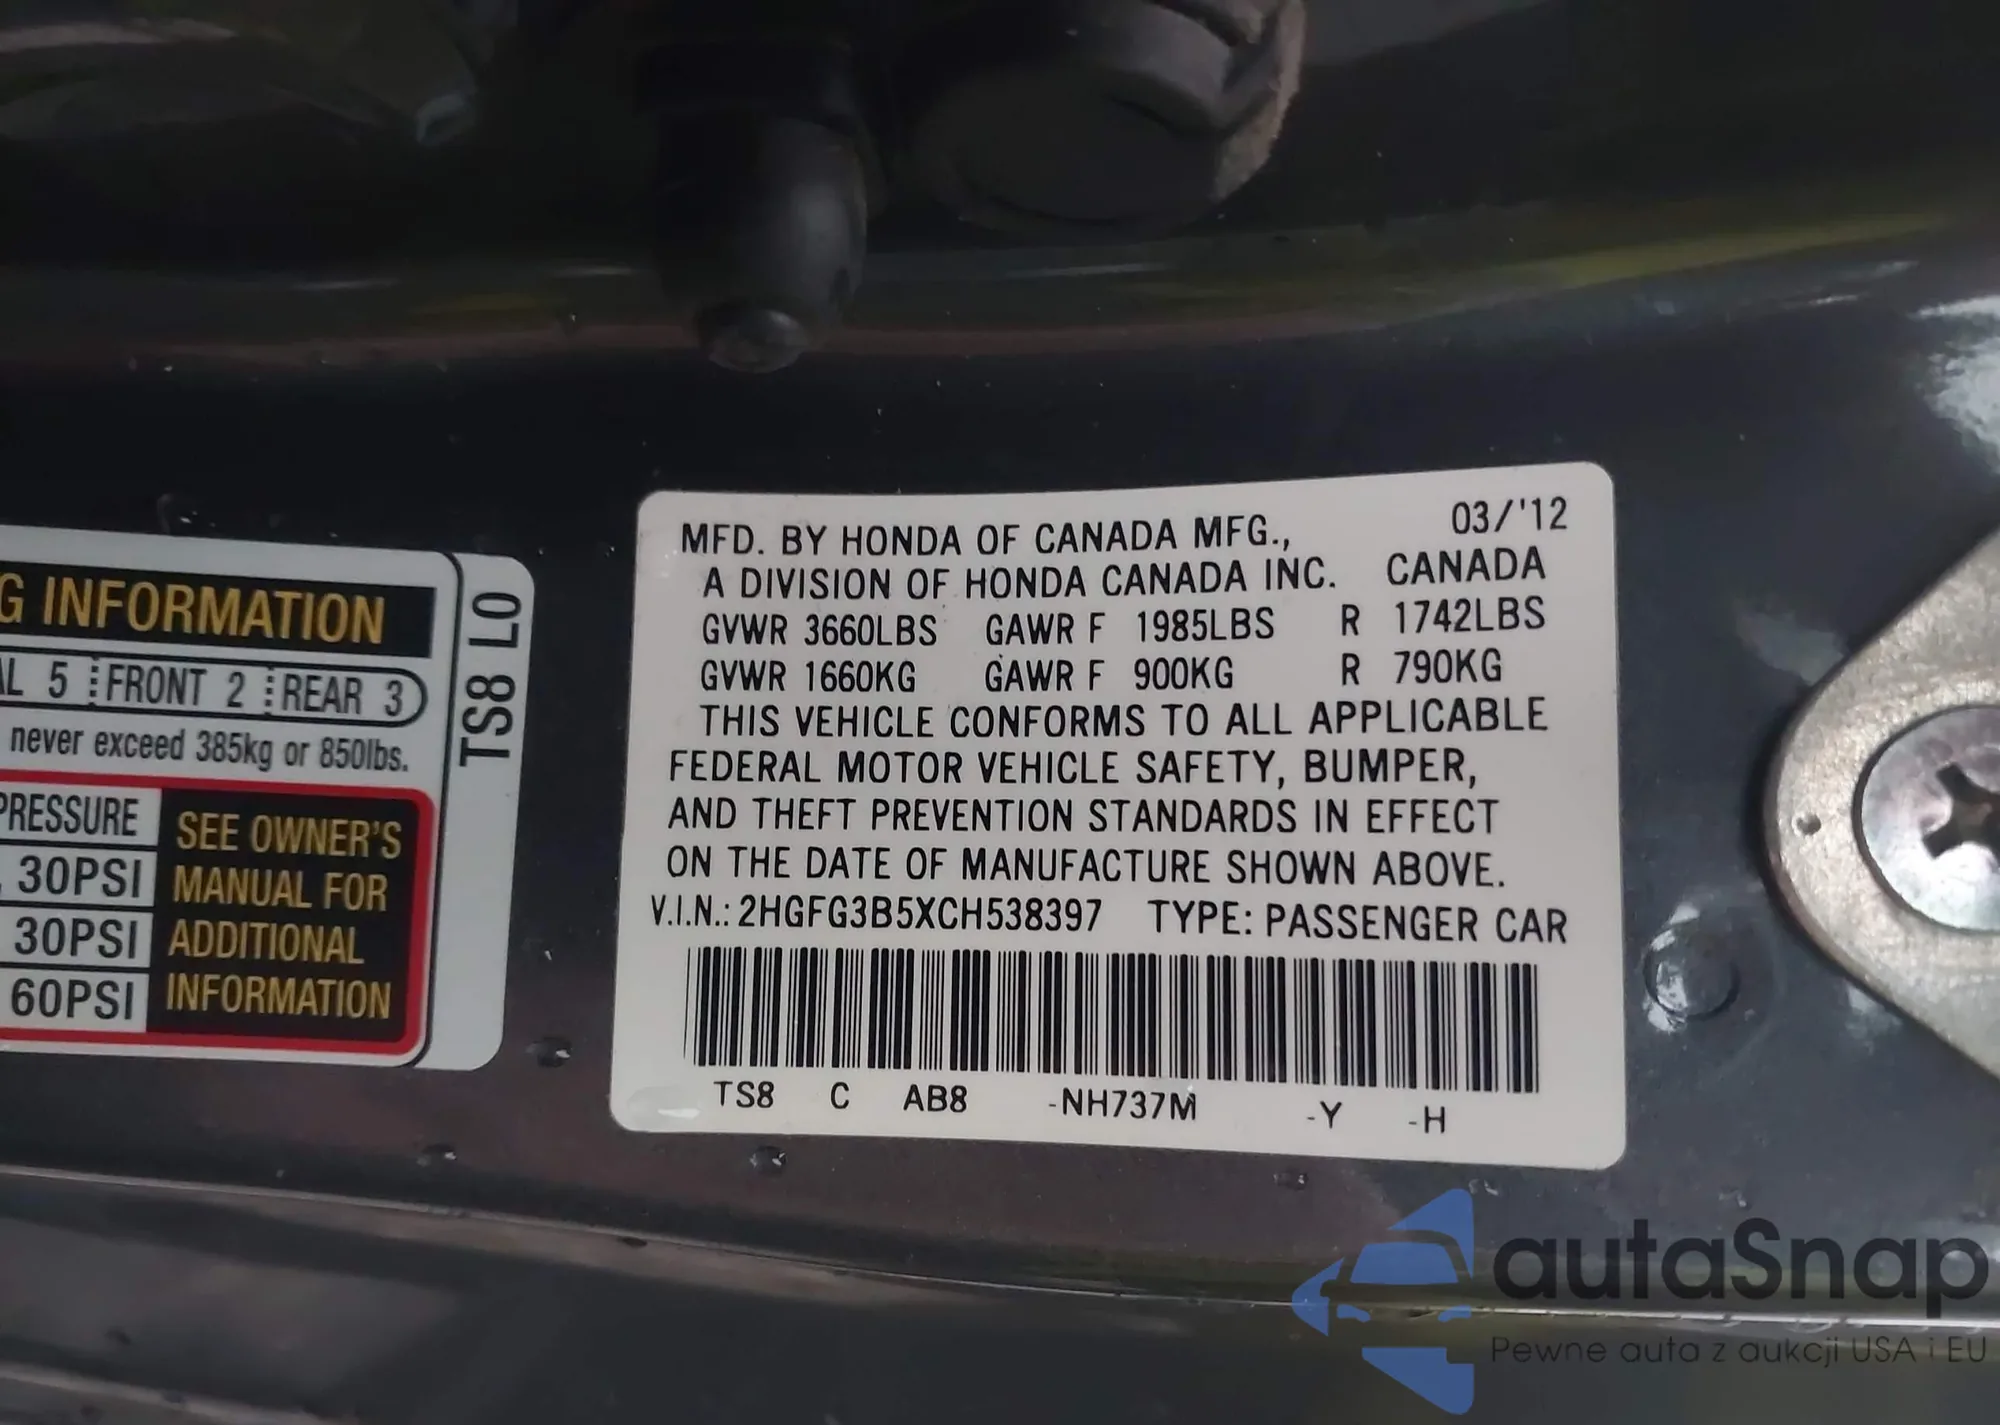 G INFORMATION
AL 5 FRONT 2 REAR 3
never exceed 385kg or 850lbs.
PRESSURE
30PSI
30PSI
60PSI
SEE OWNER'S
MANUAL FOR
ADDITIONAL
INFORMATION
TS8 L0
MFD. BY HONDA OF CANADA MFG., 03/'12
A DIVISION OF HONDA CANADA INC. CANADA
GVWR 3660LBS GAWR F 1985LBS R 1742LBS
GVWR 1660KG GAWR F 900KG R 790KG
THIS VEHICLE CONFORMS TO ALL APPLICABLE
FEDERAL MOTOR VEHICLE SAFETY, BUMPER,
AND THEFT PREVENTION STANDARDS IN EFFECT
ON THE DATE OF MANUFACTURE SHOWN ABOVE.
V.I.N.: 2HGFG3B5XCH538397 TYPE: PASSENGER CAR
TS8 C AB8 -NH737M -Y -H
autaSnap
Pewne auta z aukcji USA i EU